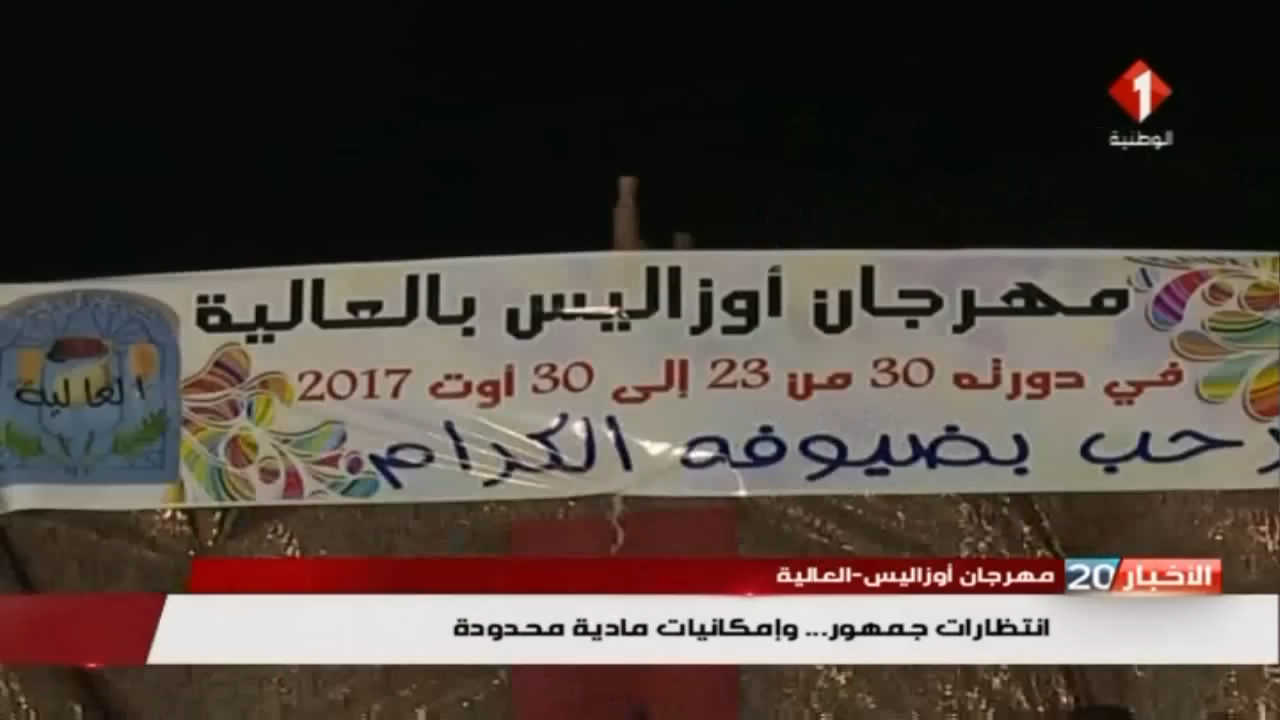 1
الوطنية
مهرجان أوزاليس بالعالية
في دورته 30 من 23 إلى 30 أوت 2017
بضيوفه الكرام
العالية
الأخبار 20
مهرجان أوزاليس-العالية
انتظارات جمهور... وإمكانيات مادية محدودة